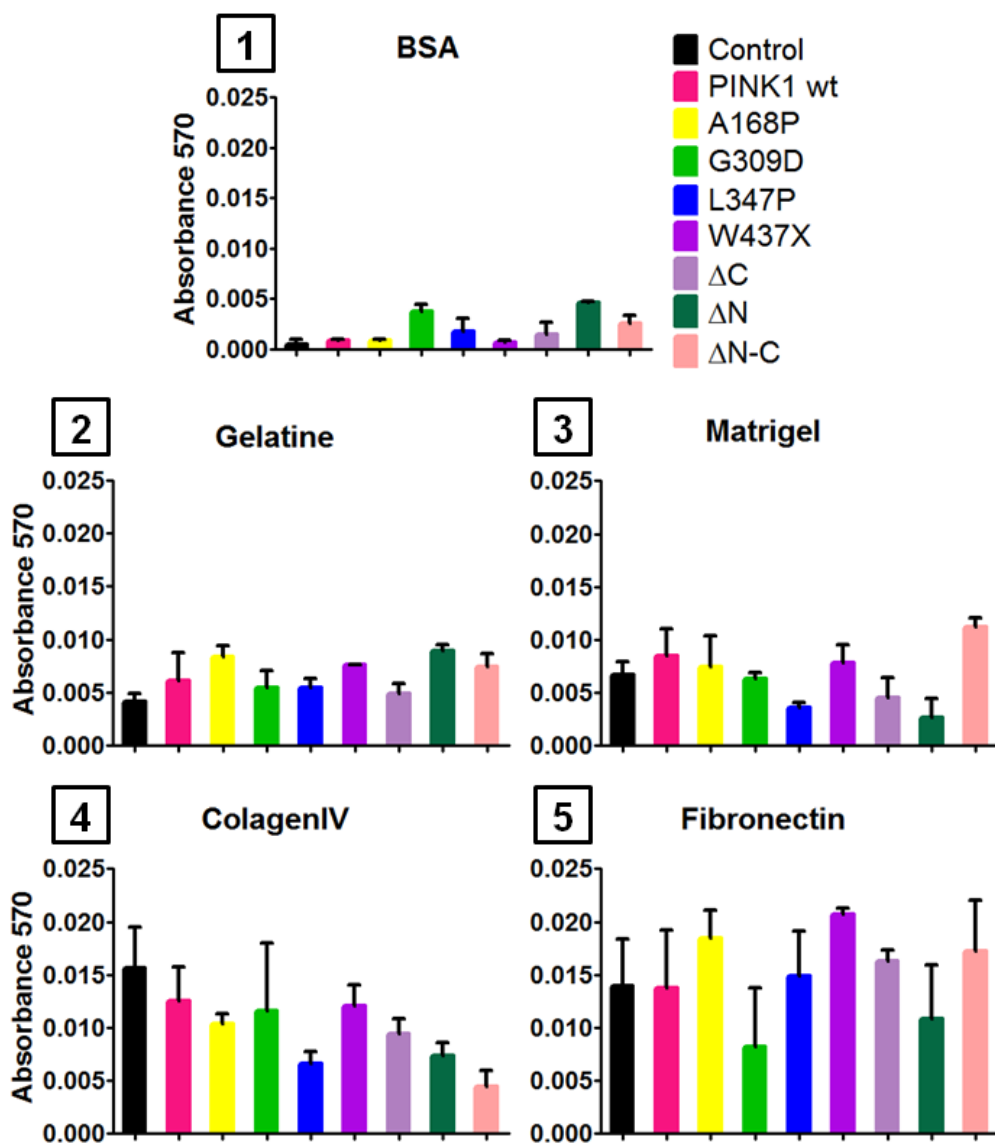 1
BSA
Absorbance 570
0.025
0.020
0.015
0.010
0.005
0.000
Control
PINK1 wt
A168P
G309D
L347P
W437X
ΔC
ΔN
ΔN-C
2
Gelatine
Absorbance 570
0.025
0.020
0.015
0.010
0.005
0.000
3
Matrigel
0.025
0.020
0.015
0.010
0.005
0.000
4
ColagenIV
Absorbance 570
0.025
0.020
0.015
0.010
0.005
0.000
5
Fibronectin
0.025
0.020
0.015
0.010
0.005
0.000